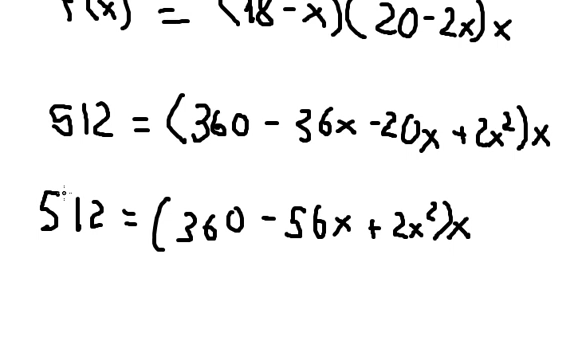 f(x) = (18-x)(20-2x)x
512 = (360 - 36x -20x + 2x²)x
512 = (360 - 56x + 2x²)x